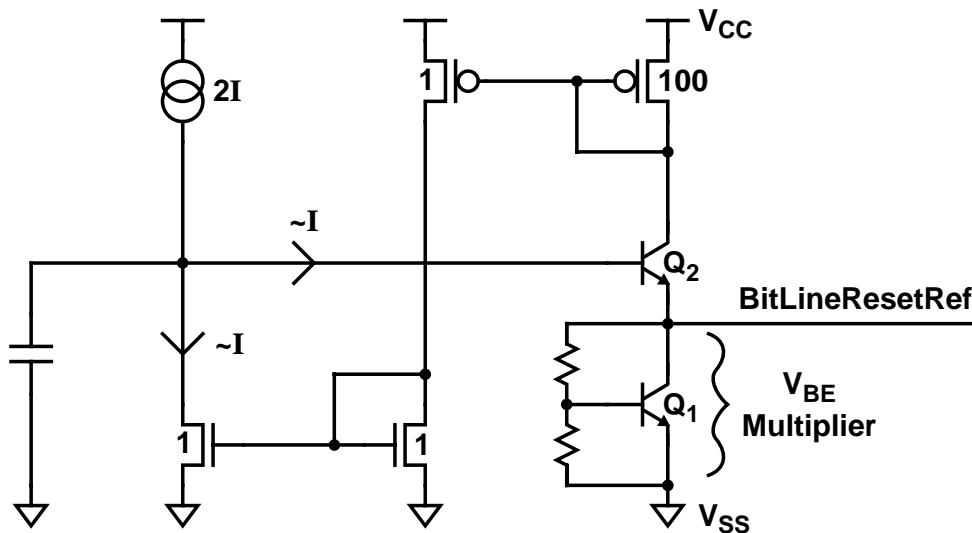 V_CC
1
100
2I
~I
Q_2
BitLineResetRef
~I
V_BE
Multiplier
Q_1
1
1
V_SS